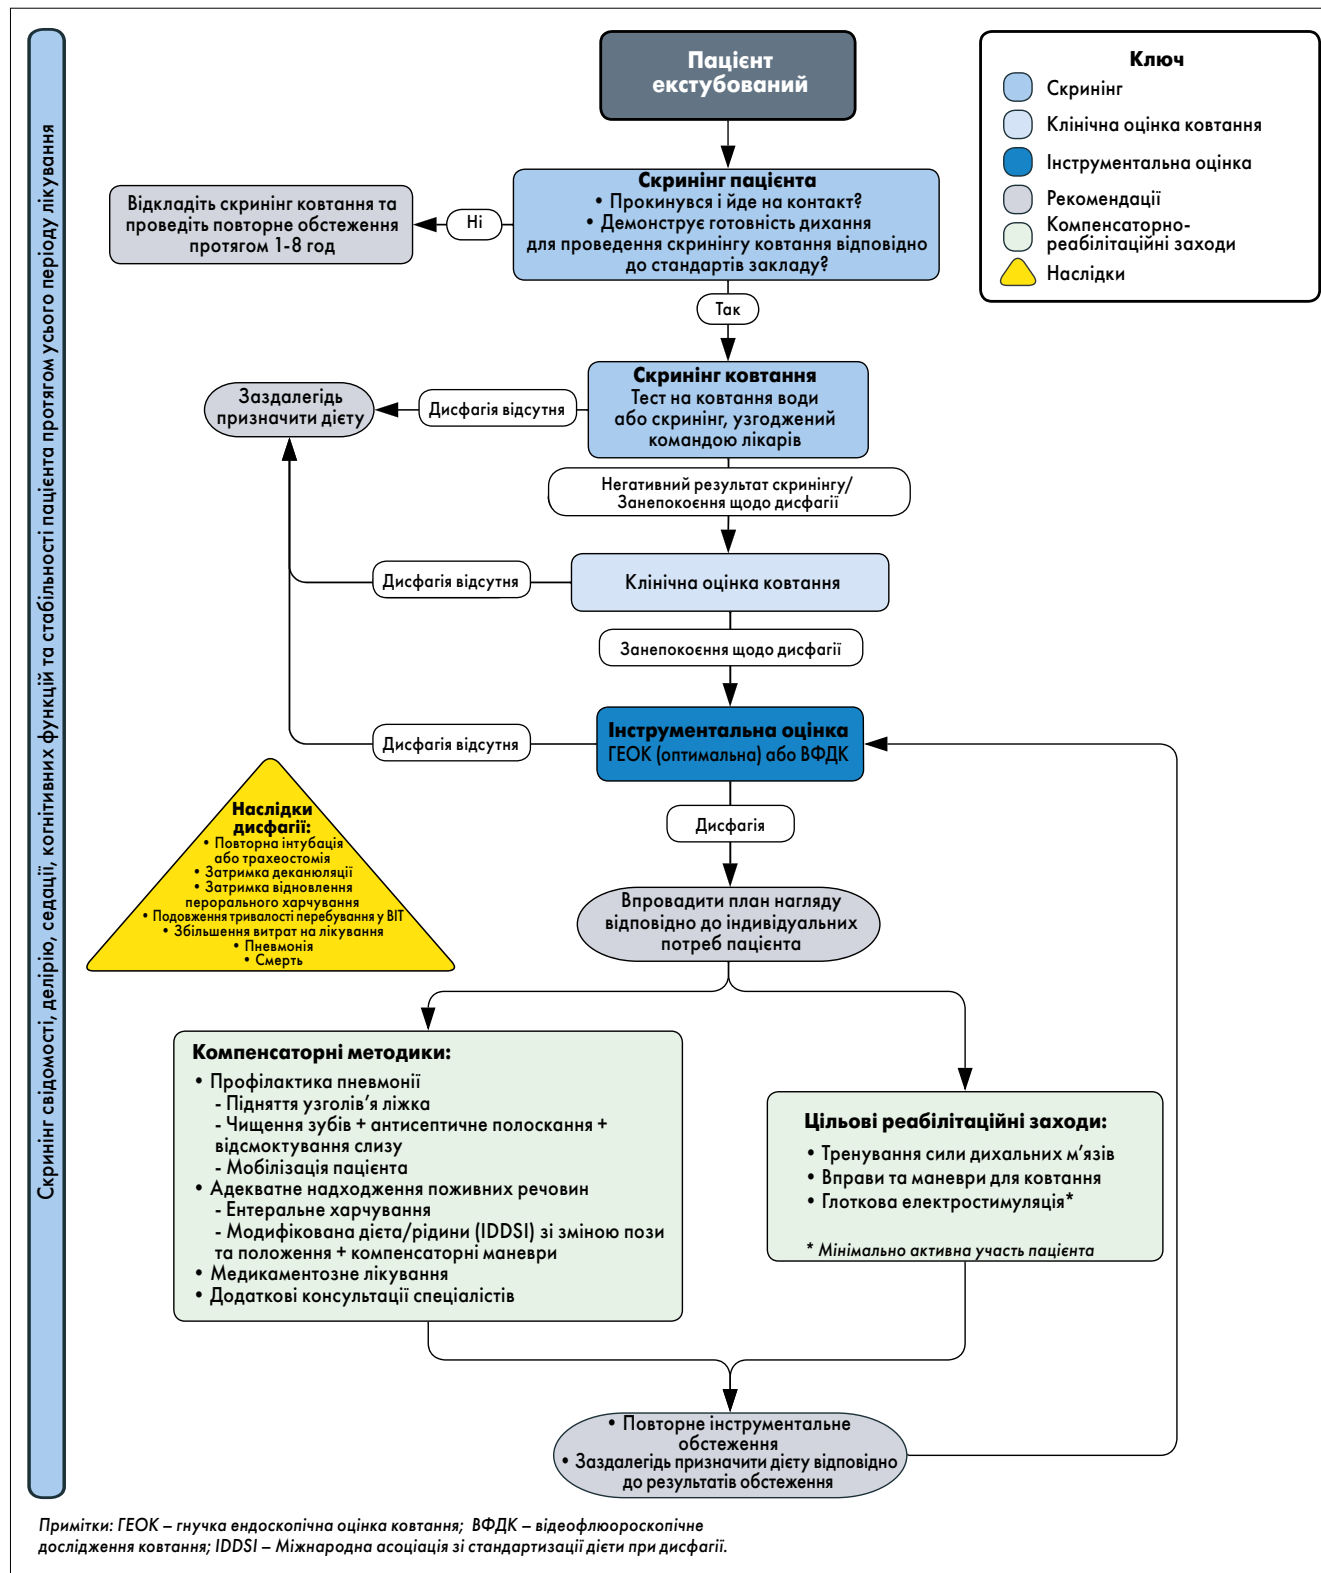 Скринінг свідомості, делірію, седації, когнітивних функцій та стабільності пацієнта протягом усього періоду лікування
Пацієнт
екстубований
Ключ
Скринінг
Клінічна оцінка ковтання
Інструментальна оцінка
Рекомендації
Компенсаторно-
реабілітаційні заходи
Наслідки
Скринінг пацієнта
• Прокинувся і йде на контакт?
• Демонструє готовність дихання
для проведення скринінгу ковтання відповідно
до стандартів закладу?
Ні
Відкладіть скринінг ковтання та
проведіть повторне обстеження
протягом 1-8 год
Так
Скринінг ковтання
Тест на ковтання води
або скринінг, узгоджений
командою лікарів
Дисфагія відсутня
Заздалегідь
призначити дієту
Негативний результат скринінгу/
Занепокоєння щодо дисфагії
Клінічна оцінка ковтання
Дисфагія відсутня
Занепокоєння щодо дисфагії
Інструментальна оцінка
ГЕОК (оптимальна) або ВФДК
Дисфагія відсутня
Дисфагія
Наслідки
дисфагії:
• Повторна інтубація
або трахеостомія
• Затримка деканюляції
• Затримка відновлення
перорального харчування
• Подовження тривалості перебування у ВІТ
• Збільшення витрат на лікування
• Пневмонія
• Смерть
Впровадити план нагляду
відповідно до індивідуальних
потреб пацієнта
Компенсаторні методики:
• Профілактика пневмонії
- Підняття узголів’я ліжка
- Чищення зубів + антисептичне полоскання +
відсмоктування слизу
- Мобілізація пацієнта
• Адекватне надходження поживних речовин
- Ентеральне харчування
- Модифікована дієта/рідини (IDDSI) зі зміною пози
та положення + компенсаторні маневри
• Медикаментозне лікування
• Додаткові консультації спеціалістів
Цільові реабілітаційні заходи:
• Тренування сили дихальних м’язів
• Вправи та маневри для ковтання
• Глоткова електростимуляція*
* Мінімально активна участь пацієнта
• Повторне інструментальне
обстеження
• Заздалегідь призначити дієту відповідно
до результатів обстеження
Примітки: ГЕОК – гнучка ендоскопічна оцінка ковтання; ВФДК – відеофлюороскопічне
дослідження ковтання; IDDSI – Міжнародна асоціація зі стандартизації дієти при дисфагії.